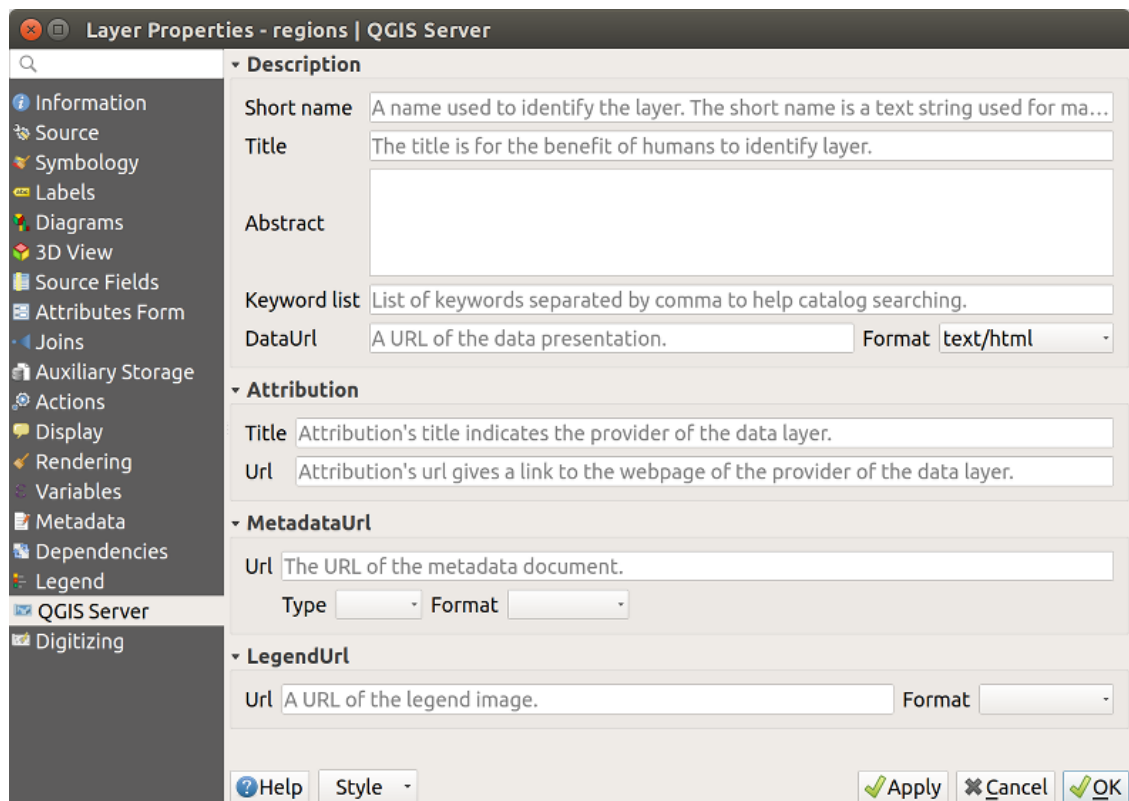 Layer Properties - regions | QGIS Server
Information
Source
Symbology
Labels
Diagrams
3D View
Source Fields
Attributes Form
Joins
Auxiliary Storage
Actions
Display
Rendering
Variables
Metadata
Dependencies
Legend
QGIS Server
Digitizing
Description
Short name A name used to identify the layer. The short name is a text string used for ma...
Title The title is for the benefit of humans to identify layer.
Abstract
Keyword list List of keywords separated by comma to help catalog searching.
DataUrl A URL of the data presentation. Format text/html
Attribution
Title Attribution's title indicates the provider of the data layer.
Url Attribution's url gives a link to the webpage of the provider of the data layer.
MetadataUrl
Url The URL of the metadata document.
Type Format
LegendUrl
Url A URL of the legend image. Format
Help Style Apply Cancel OK